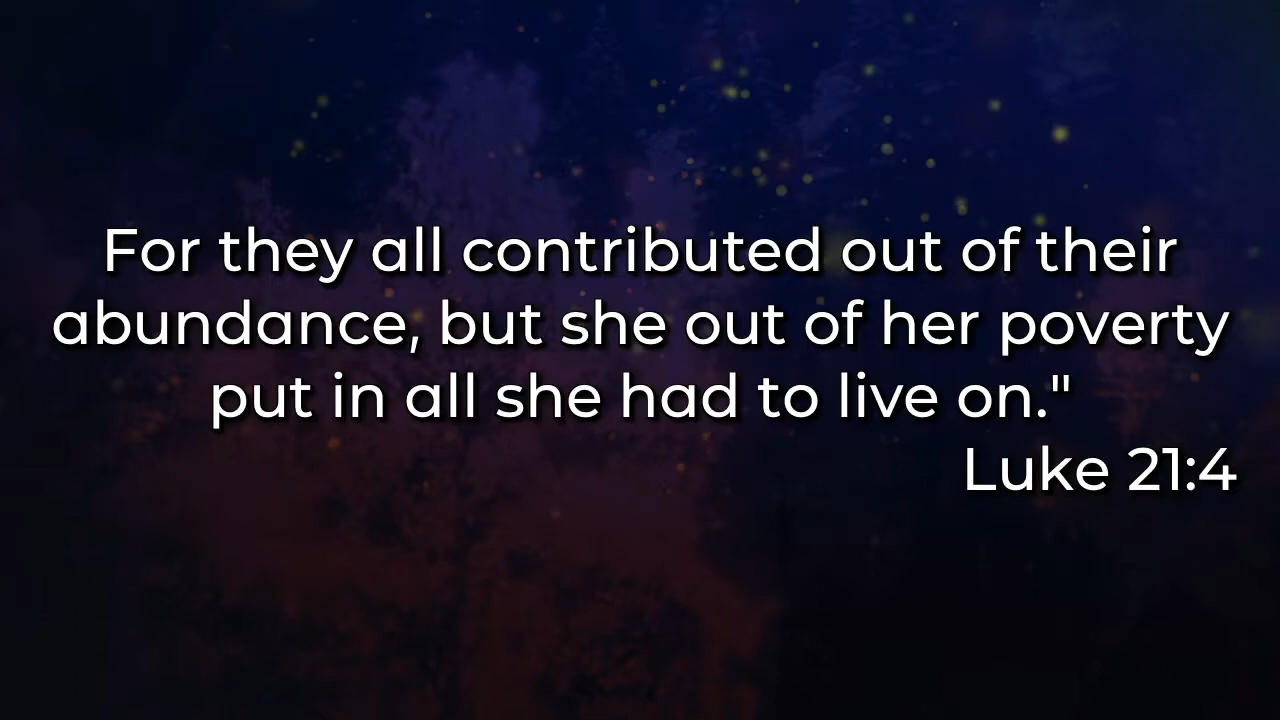 For they all contributed out of their
abundance, but she out of her poverty
put in all she had to live on."
Luke 21:4